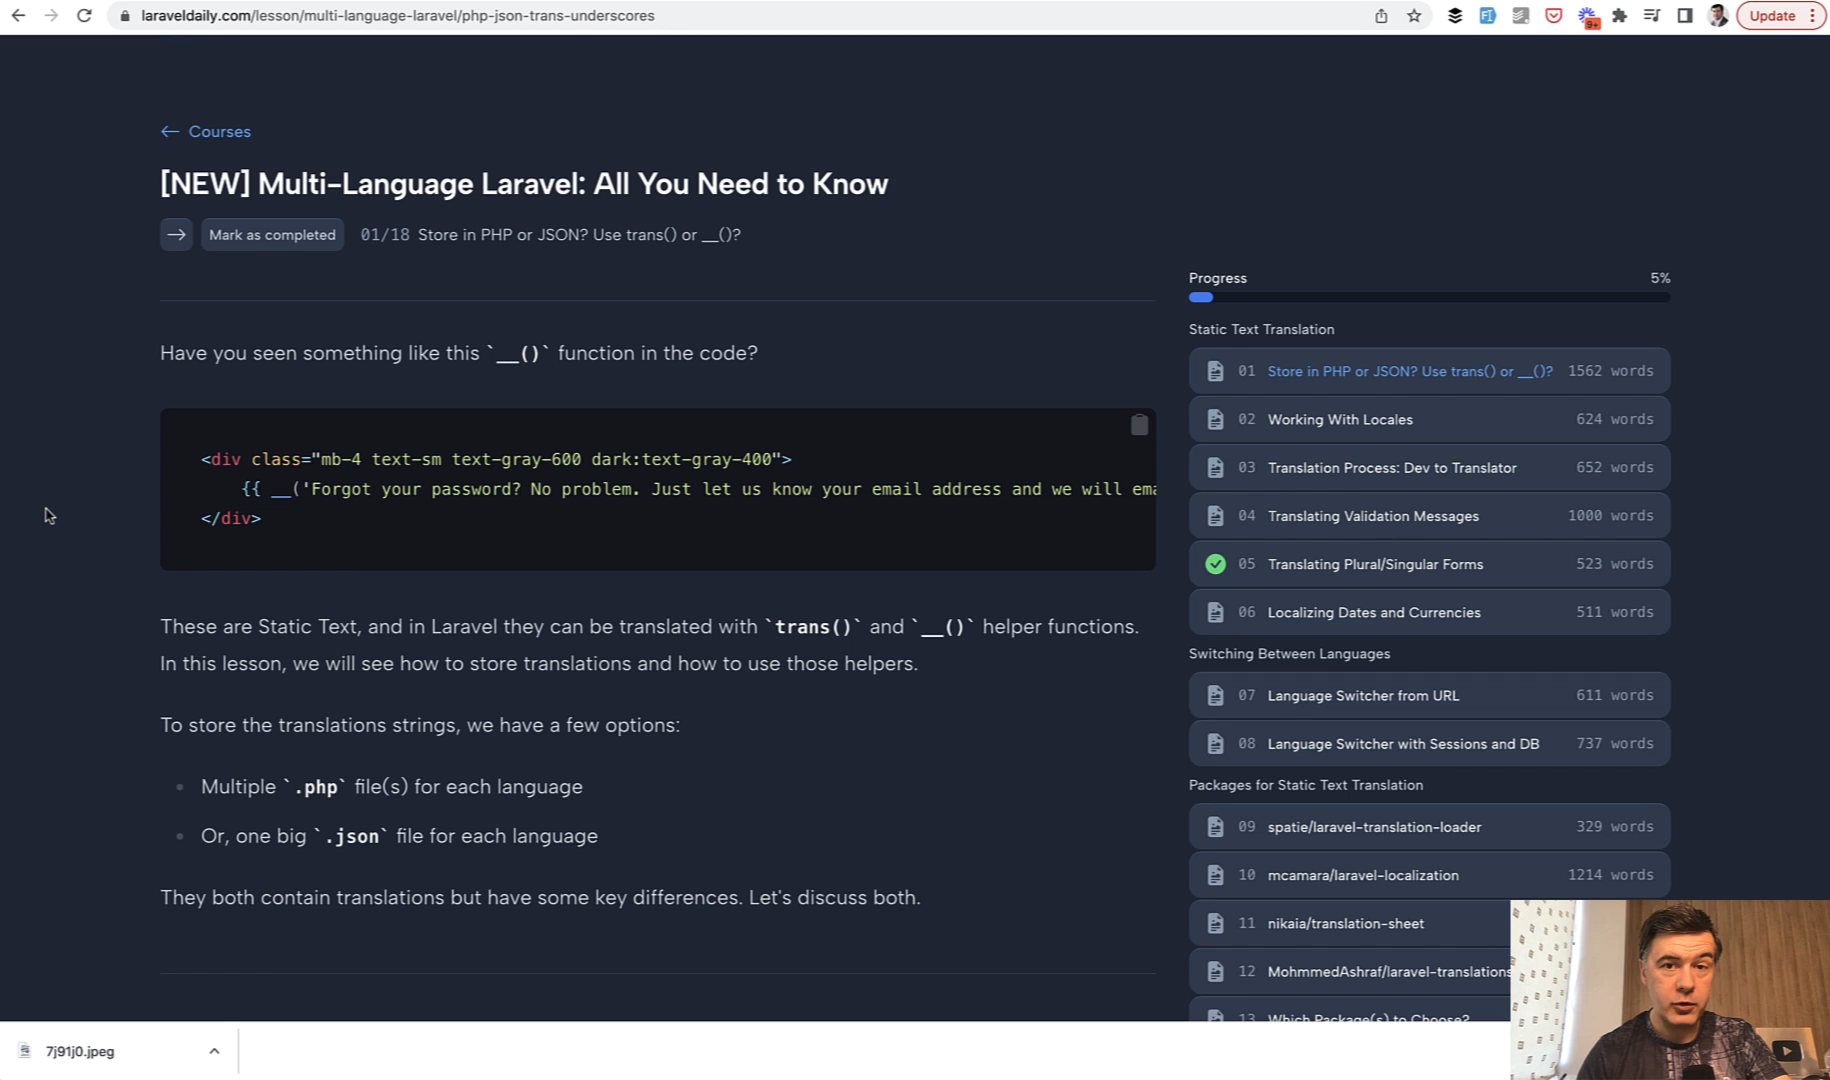 laraveldaily.com/lesson/multi-language-laravel/php-json-trans-underscores
9+
Update
← Courses
[NEW] Multi-Language Laravel: All You Need to Know
→ Mark as completed 01/18 Store in PHP or JSON? Use trans() or __()?
Have you seen something like this `__()` function in the code?
<div class="mb-4 text-sm text-gray-600 dark:text-gray-400">
{{ __('Forgot your password? No problem. Just let us know your email address and we will ema
</div>
These are Static Text, and in Laravel they can be translated with `trans()` and `__()` helper functions.
In this lesson, we will see how to store translations and how to use those helpers.
To store the translations strings, we have a few options:
• Multiple `.php` file(s) for each language
• Or, one big `.json` file for each language
They both contain translations but have some key differences. Let's discuss both.
Progress 5%
Static Text Translation
01 Store in PHP or JSON? Use trans() or __()? 1562 words
02 Working With Locales 624 words
03 Translation Process: Dev to Translator 652 words
04 Translating Validation Messages 1000 words
05 Translating Plural/Singular Forms 523 words
06 Localizing Dates and Currencies 511 words
Switching Between Languages
07 Language Switcher from URL 611 words
08 Language Switcher with Sessions and DB 737 words
Packages for Static Text Translation
09 spatie/laravel-translation-loader 329 words
10 mcamara/laravel-localization 1214 words
11 nikaia/translation-sheet
12 MohmmedAshraf/laravel-translations
13 Which Package(s) to Choose?
7j91j0.jpeg